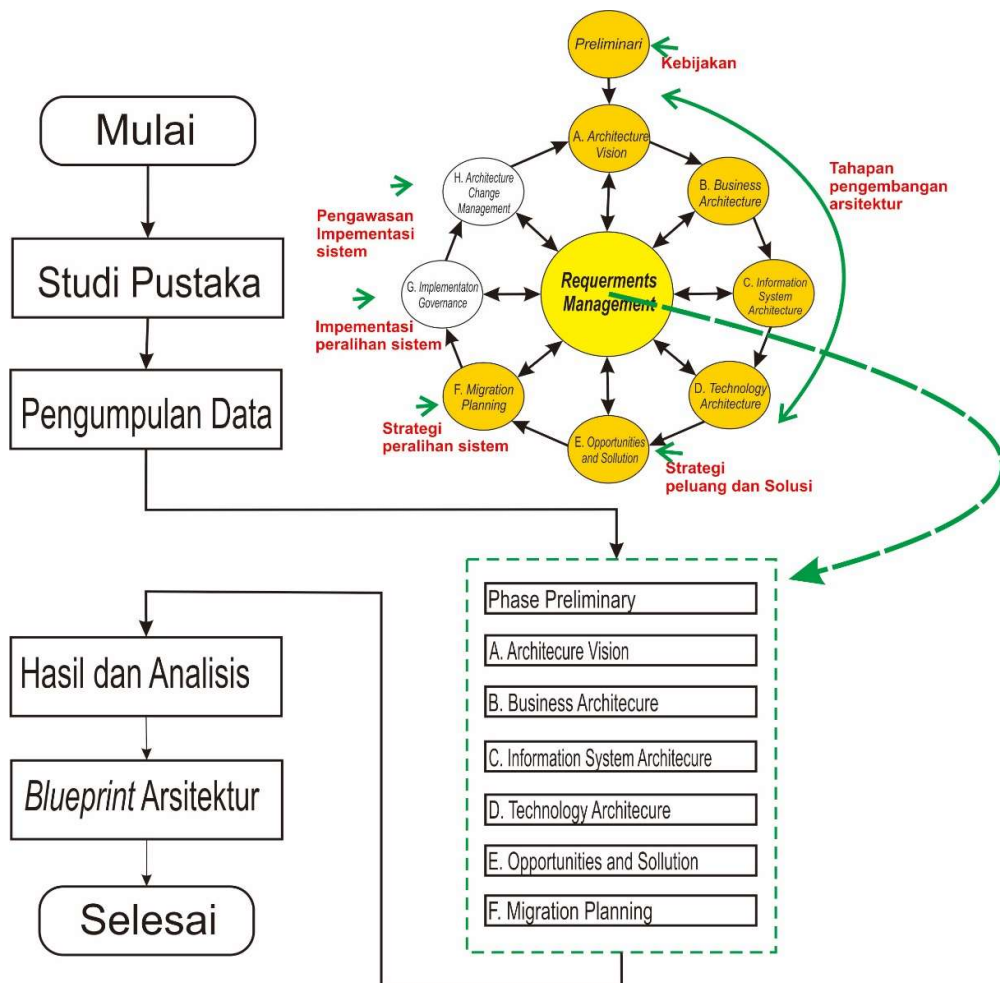 Preliminari
Kebijakan
Mulai
A. Architecture
Vision
Tahapan
pengembangan
arsitektur
H. Architecture
Change
Management
B. Business
Architecture
Pengawasan
Impementasi
sistem
Studi Pustaka
Requerments
Management
C. Information
System
Architecture
G. Implementaton
Governance
Impementasi
peralihan sistem
Pengumpulan Data
F. Migration
Planning
D. Technology
Architecture
Strategi
peralihan sistem
E. Opportunities
and Sollution
Strategi
peluang dan Solusi
Phase Preliminary
A. Architecure Vision
B. Business Architecure
C. Information System Architecure
D. Technology Architecure
E. Opportunities and Sollution
F. Migration Planning
Hasil dan Analisis
Blueprint Arsitektur
Selesai